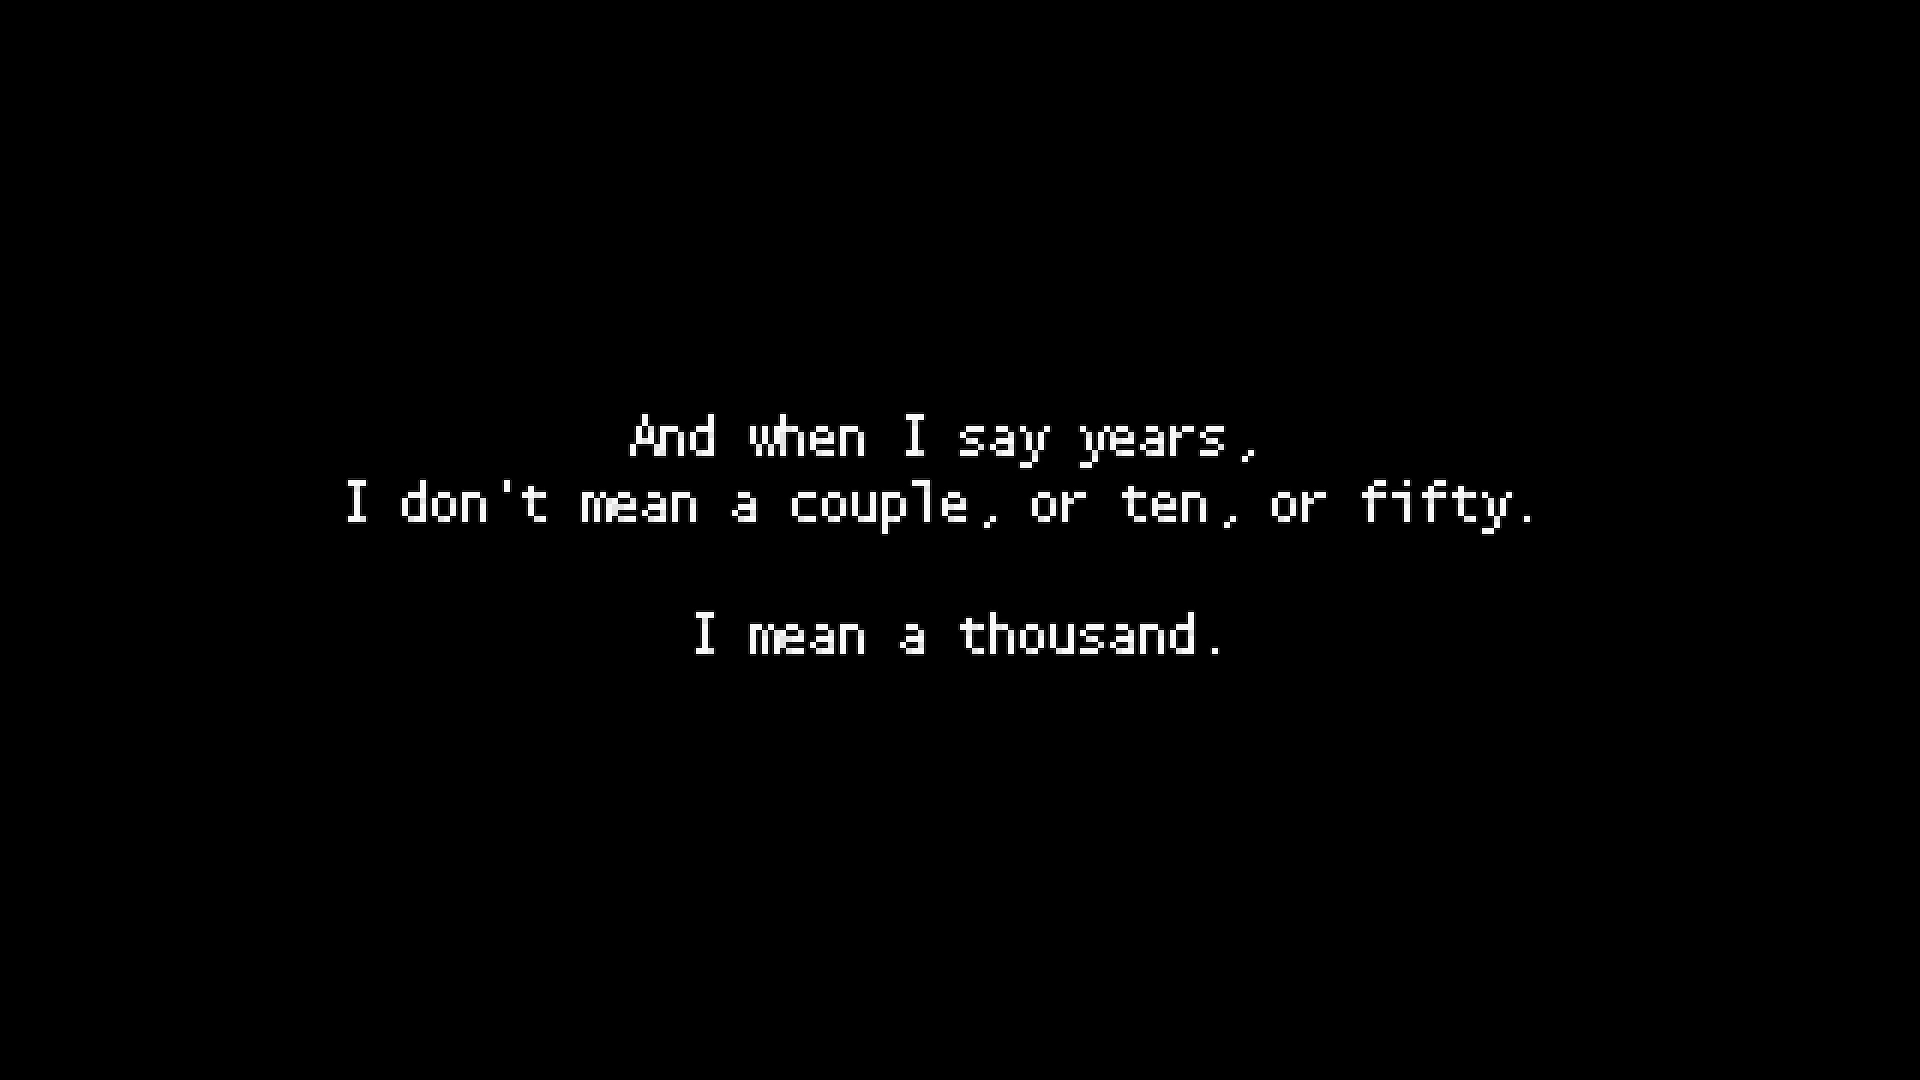 And when I say years,
I don't mean a couple, or ten, or fifty.
I mean a thousand.